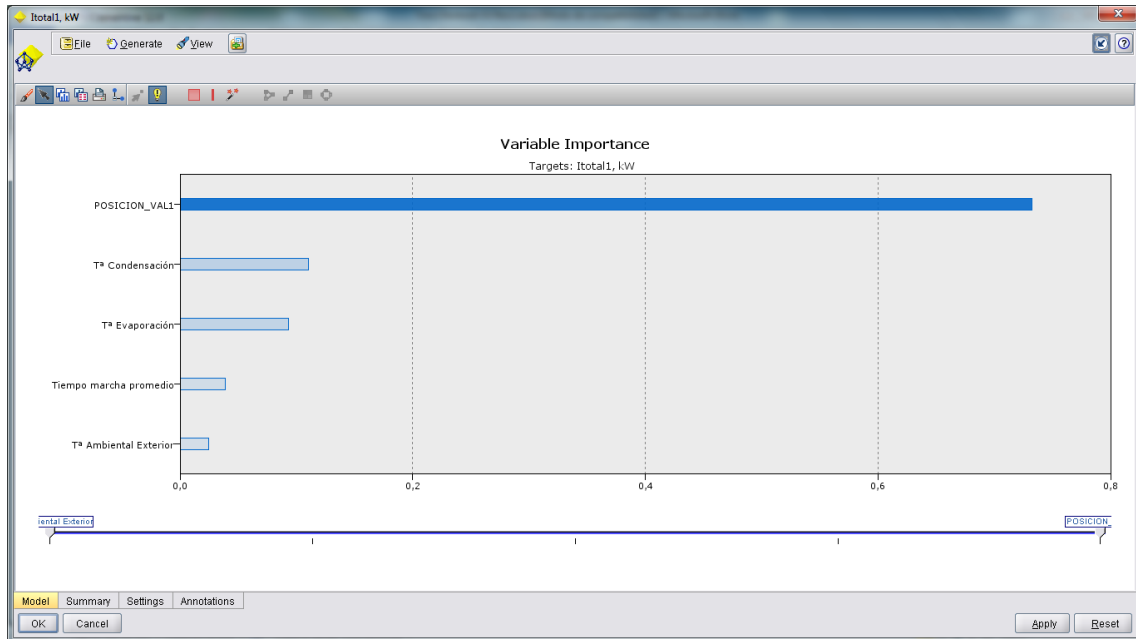 Itotal1, kW
File Generate View
Variable Importance
Targets: Itotal1, kW
POSICION_VAL1
Tª Condensación
Tª Evaporación
Tiempo marcha promedio
Tª Ambiental Exterior
0,0 0,2 0,4 0,6 0,8
iental Exterior POSICION_
Model Summary Settings Annotations
OK Cancel Apply Reset